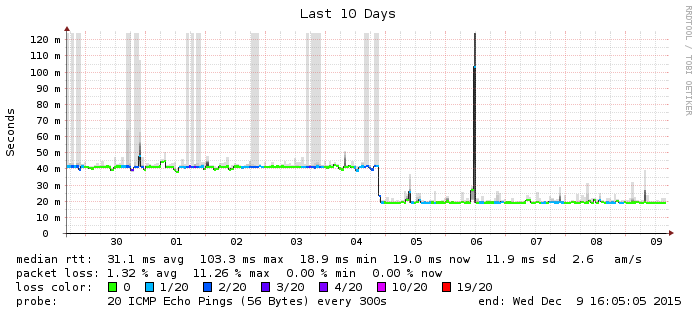 Last 10 Days
RRDTOOL / TOBI OETIKER
Seconds
120 m
110 m
100 m
90 m
80 m
70 m
60 m
50 m
40 m
30 m
20 m
10 m
0
30 01 02 03 04 05 06 07 08 09
median rtt: 31.1 ms avg 103.3 ms max 18.9 ms min 19.0 ms now 11.9 ms sd 2.6 am/s
packet loss: 1.32 % avg 11.26 % max 0.00 % min 0.00 % now
loss color: 0 1/20 2/20 3/20 4/20 10/20 19/20
probe: 20 ICMP Echo Pings (56 Bytes) every 300s end: Wed Dec 9 16:05:05 2015